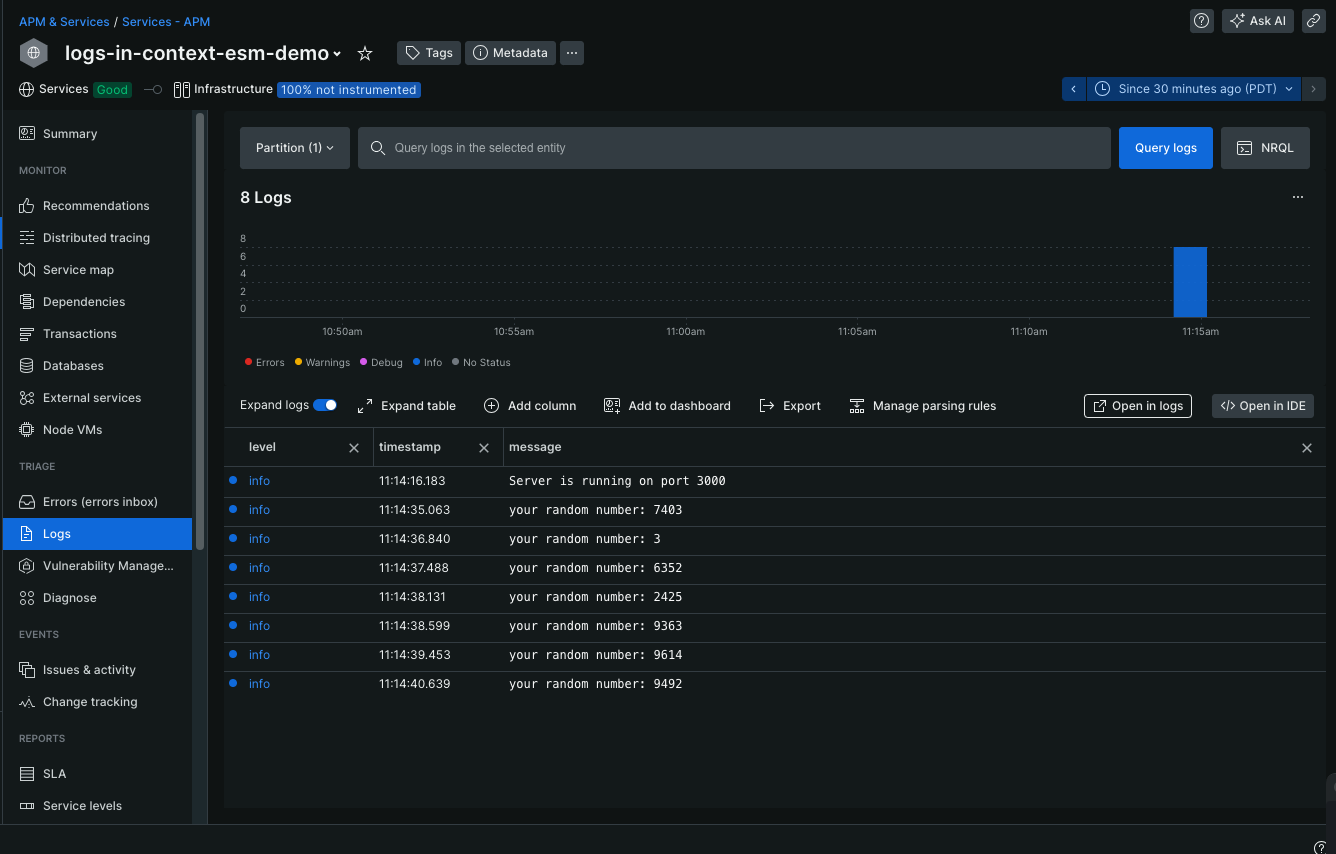 APM & Services / Services - APM
Ask AI
logs-in-context-esm-demo
Tags
Metadata
Services Good
Infrastructure 100% not instrumented
Since 30 minutes ago (PDT)
Summary
MONITOR
Recommendations
Distributed tracing
Service map
Dependencies
Transactions
Databases
External services
Node VMs
TRIAGE
Errors (errors inbox)
Logs
Vulnerability Manage...
Diagnose
EVENTS
Issues & activity
Change tracking
REPORTS
SLA
Service levels
Partition (1)
Query logs in the selected entity
Query logs
NRQL
8 Logs
8
6
4
2
0
10:50am 10:55am 11:00am 11:05am 11:10am 11:15am
Errors Warnings Debug Info No Status
Expand logs
Expand table
Add column
Add to dashboard
Export
Manage parsing rules
Open in logs
Open in IDE
level timestamp message
info 11:14:16.183 Server is running on port 3000
info 11:14:35.063 your random number: 7403
info 11:14:36.840 your random number: 3
info 11:14:37.488 your random number: 6352
info 11:14:38.131 your random number: 2425
info 11:14:38.599 your random number: 9363
info 11:14:39.453 your random number: 9614
info 11:14:40.639 your random number: 9492